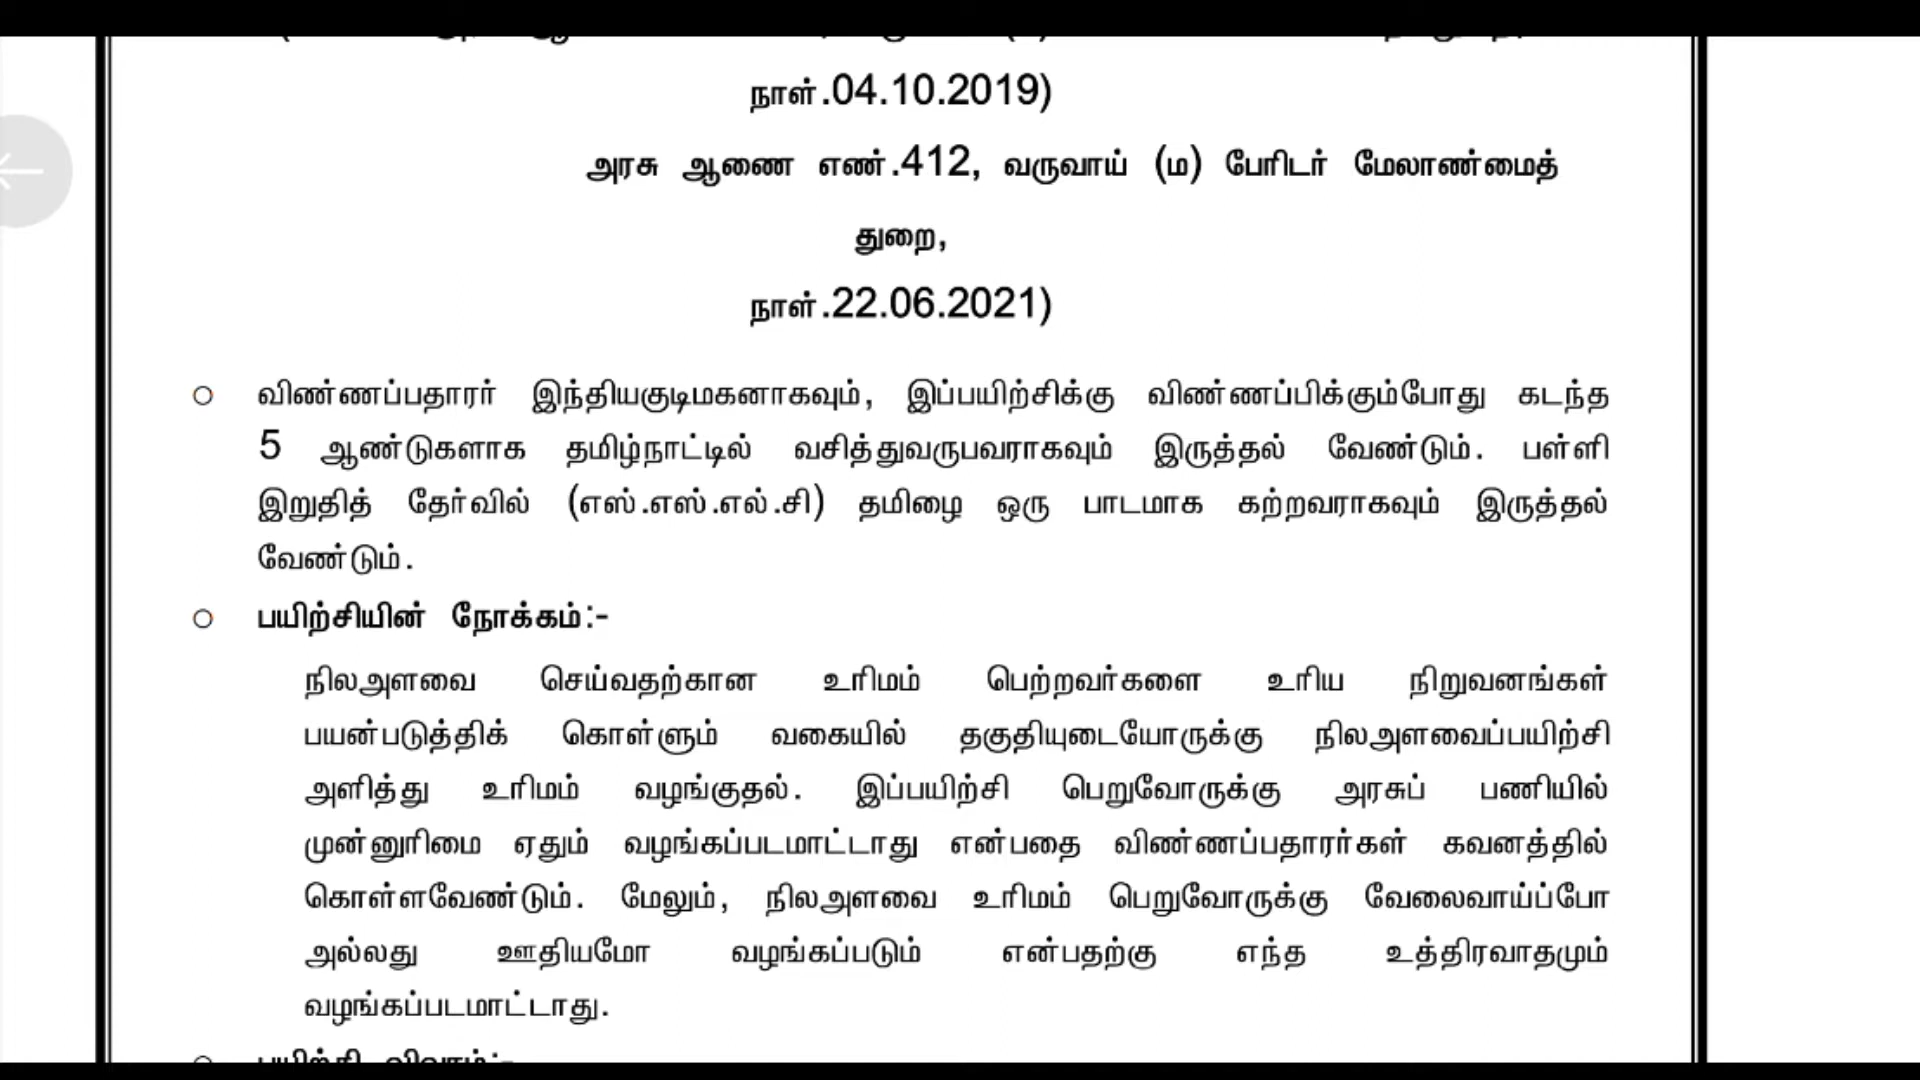 நாள்.04.10.2019)
அரசு ஆணை எண்.412, வருவாய் (ம) பேரிடர் மேலாண்மைத்
துறை,
நாள்.22.06.2021)
○ விண்ணப்பதாரர் இந்தியகுடிமகனாகவும், இப்பயிற்சிக்கு விண்ணப்பிக்கும்போது கடந்த
5 ஆண்டுகளாக தமிழ்நாட்டில் வசித்துவருபவராகவும் இருத்தல் வேண்டும். பள்ளி
இறுதித் தேர்வில் (எஸ்.எஸ்.எல்.சி) தமிழை ஒரு பாடமாக கற்றவராகவும் இருத்தல்
வேண்டும்.
○ பயிற்சியின் நோக்கம்:-
நிலஅளவை செய்வதற்கான உரிமம் பெற்றவர்களை உரிய நிறுவனங்கள்
பயன்படுத்திக் கொள்ளும் வகையில் தகுதியுடையோருக்கு நிலஅளவைப்பயிற்சி
அளித்து உரிமம் வழங்குதல். இப்பயிற்சி பெறுவோருக்கு அரசுப் பணியில்
முன்னுரிமை ஏதும் வழங்கப்படமாட்டாது என்பதை விண்ணப்பதாரர்கள் கவனத்தில்
கொள்ளவேண்டும். மேலும், நிலஅளவை உரிமம் பெறுவோருக்கு வேலைவாய்ப்போ
அல்லது ஊதியமோ வழங்கப்படும் என்பதற்கு எந்த உத்திரவாதமும்
வழங்கப்படமாட்டாது.
○ பயிற்சி விவரம்:-